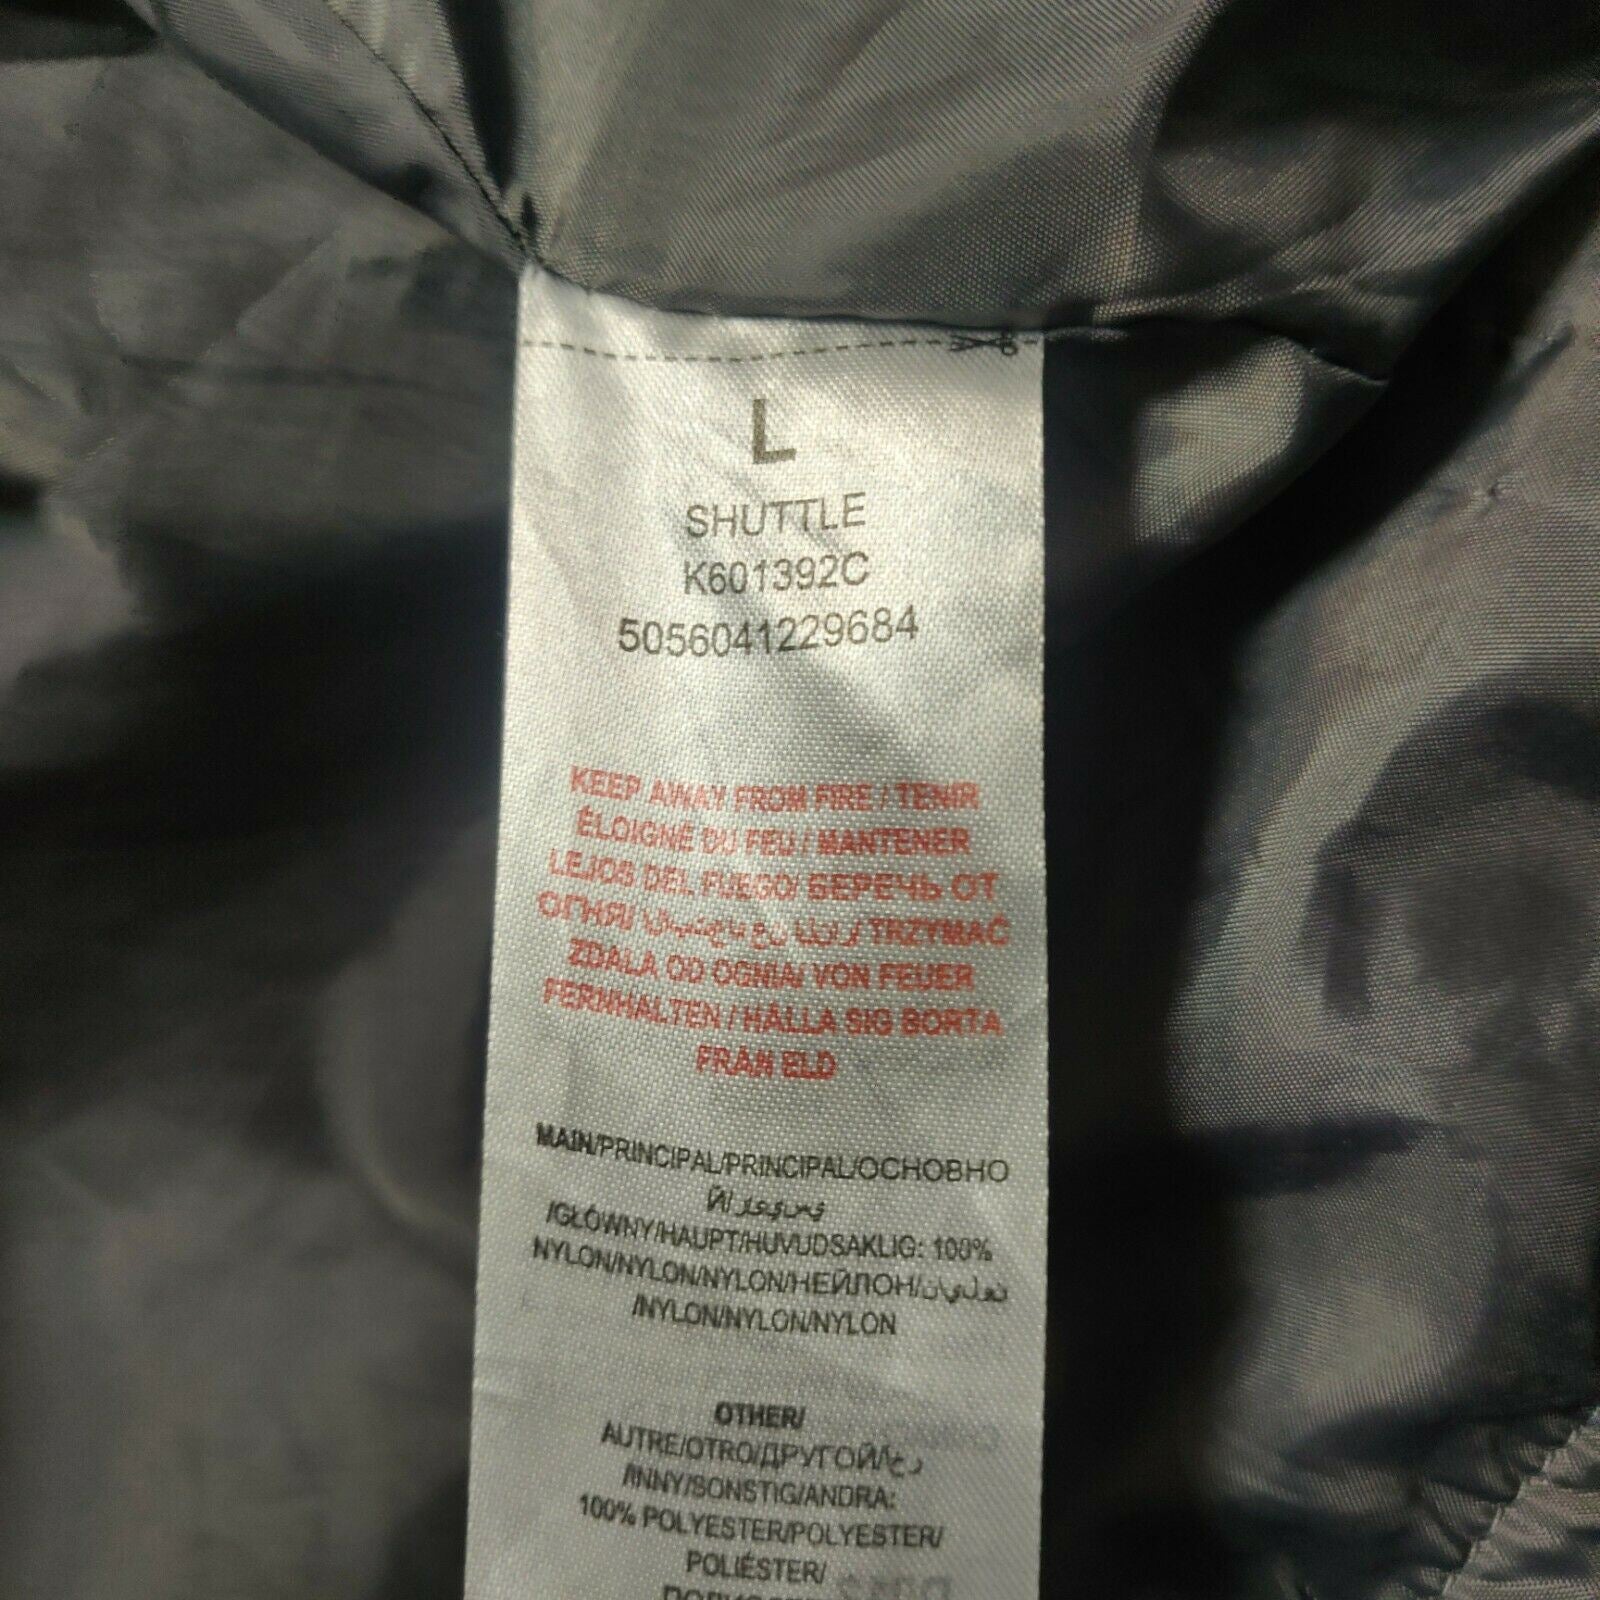 L
SHUTTLE
K601392C
5056041229684
KEEP AWAY FROM FIRE / TENIR
ÉLOIGNÉ DU FEU / MANTENER
LEJOS DEL FUEGO/ БЕРЕЧЬ ОТ
ОГНЯ/ / TRZYMAĆ
ZDALA OD OGNIA/ VON FEUER
FERNHALTEN / HÅLLA SIG BORTA
FRÅN ELD
MAIN/PRINCIPAL/PRINCIPAL/ОСНОВНО
Й/
/GŁÓWNY/HAUPT/HUVUDSAKLIG: 100%
NYLON/NYLON/NYLON/НЕЙЛОН/
/NYLON/NYLON/NYLON
OTHER/
AUTRE/OTRO/ДРУГОЙ/
/INNY/SONSTIG/ANDRA:
100% POLYESTER/POLYESTER/
POLIÉSTER/